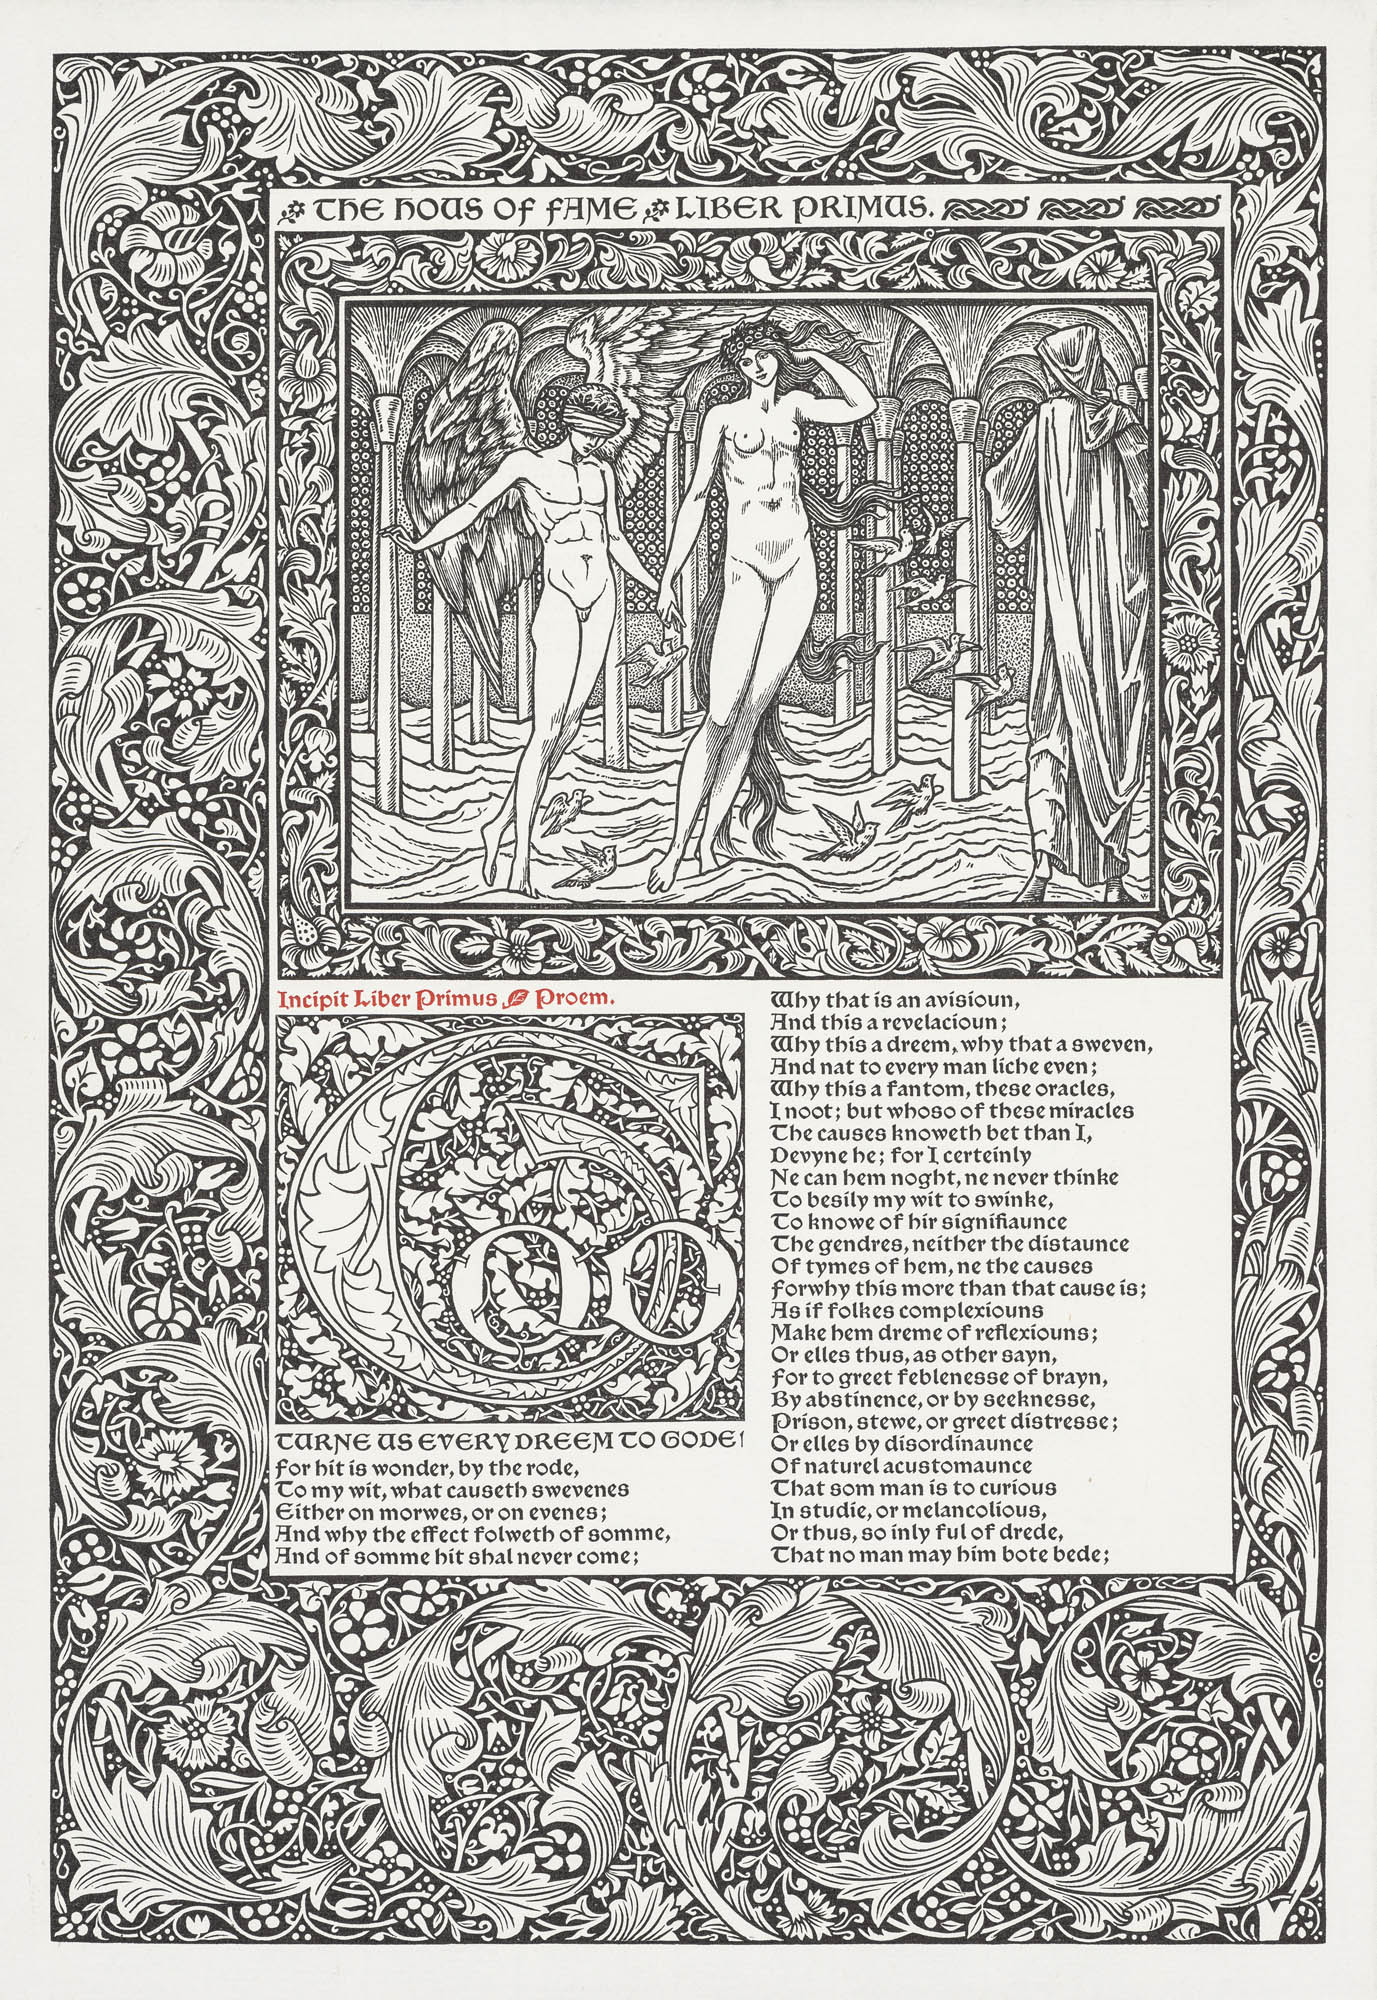 THE HOUS OF FAME LIBER PRIMUS.
Incipit Liber Primus Proem.
GOD
TURNE US EVERY DREEM TO GODE!
For hit is wonder, by the rode,
To my wit, what causeth swevenes
Either on morwes, or on evenes;
And why the effect folweth of somme,
And of somme hit shal never come;
Why that is an avisioun,
And this a revelacioun;
Why this a dreem, why that a sweven,
And nat to every man liche even;
Why this a fantom, these oracles,
I noot; but whoso of these miracles
The causes knoweth bet than I,
Devyne he; for I certeinly
Ne can hem noght, ne never thinke
To besily my wit to swinke,
To knowe of hir signifiaunce
The gendres, neither the distaunce
Of tymes of hem, ne the causes
Forwhy this more than that cause is;
As if folkes complexiouns
Make hem dreme of reflexiouns;
Or elles thus, as other sayn,
For to greet feblenesse of brayn,
By abstinence, or by seeknesse,
Prison, stewe, or greet distresse;
Or elles by disordinaunce
Of naturel acustomaunce
That som man is to curious
In studie, or melancolious,
Or thus, so inly ful of drede,
That no man may him bote bede;